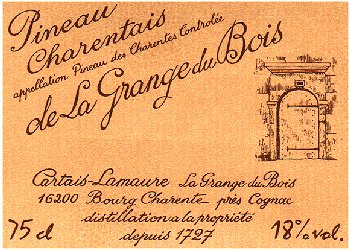 Pineau
Charentais
appellation Pineau des Charentes Contrôlée
de La Grange du Bois
Cartais-Lamaure La Grange du Bois
16200 Bourg Charente près Cognac
distillation a la propriété
depuis 1727
75 cl
18% vol.